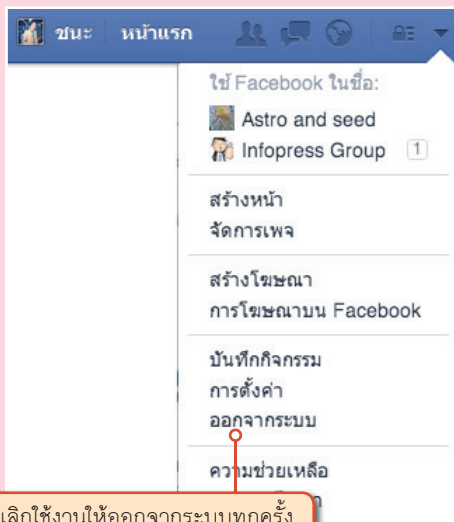 ชนะ หน้าแรก
ใช้ Facebook ในชื่อ:
Astro and seed
Infopress Group 1
สร้างหน้า
จัดการเพจ
สร้างโฆษณา
การโฆษณาบน Facebook
บันทึกกิจกรรม
การตั้งค่า
ออกจากระบบ
ความช่วยเหลือ
เลิกใช้งานให้ออกจากระบบทุกครั้ง